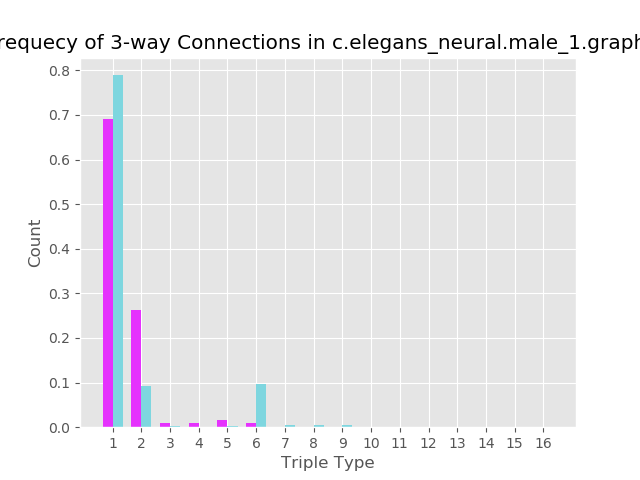 requecy of 3-way Connections in c.elegans_neural.male_1.graph
0.8
0.7
0.6
0.5
0.4
0.3
0.2
0.1
0.0
Count
1 2 3 4 5 6 7 8 9 10 11 12 13 14 15 16
Triple Type